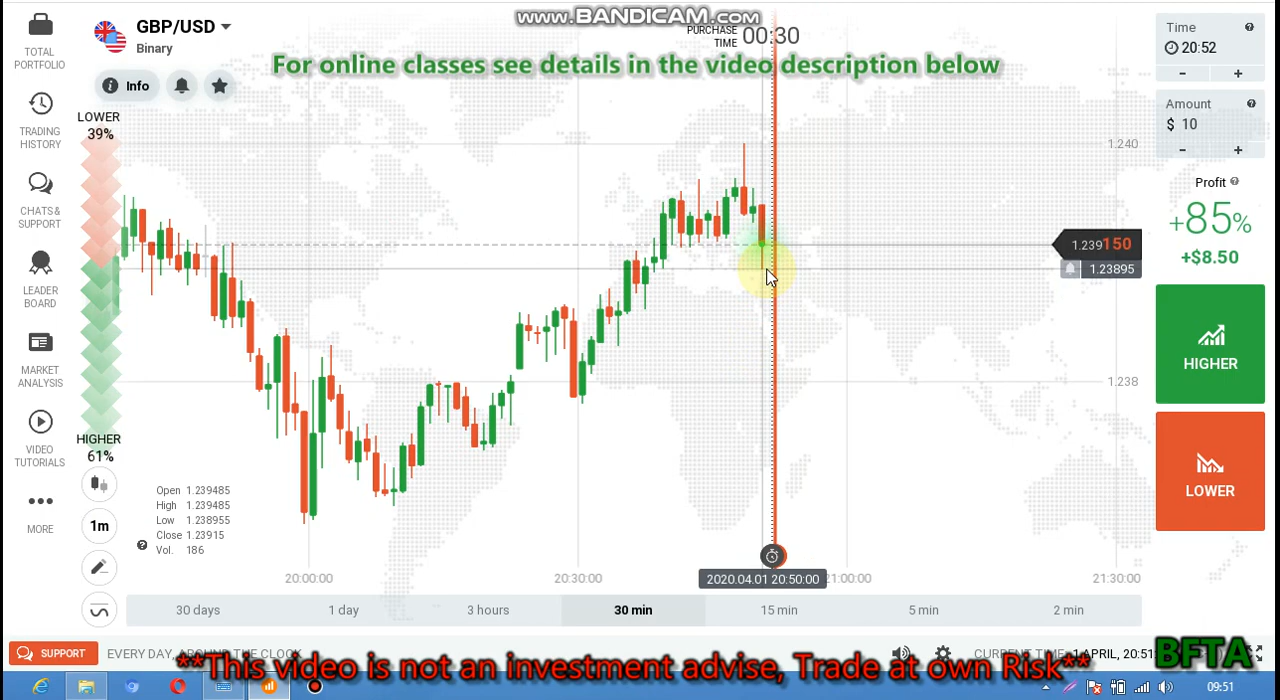 www.BANDICAM.com
TOTAL
PORTFOLIO
GBP/USD
Binary
PURCHASE
TIME
00:30
Time
20:52
- +
For online classes see details in the video description below
Info
TRADING
HISTORY
LOWER
39%
Amount
$ 10
- +
1.240
CHATS &
SUPPORT
Profit
+85%
+$8.50
1.239150
1.23895
LEADER
BOARD
HIGHER
MARKET
ANALYSIS
1.238
VIDEO
TUTORIALS
HIGHER
61%
LOWER
MORE
1m
Open 1.239485
High 1.239485
Low 1.238955
Close 1.23915
Vol. 186
20:00:00
20:30:00
2020.04.01 20:50:00
21:00:00
21:30:00
30 days
1 day
3 hours
30 min
15 min
5 min
2 min
SUPPORT
EVERY DAY, AROUND THE CLOCK
CURRENT TIME: 1 APRIL, 20:51
BFTA
**This video is not an investment advise, Trade at own Risk**
09:51